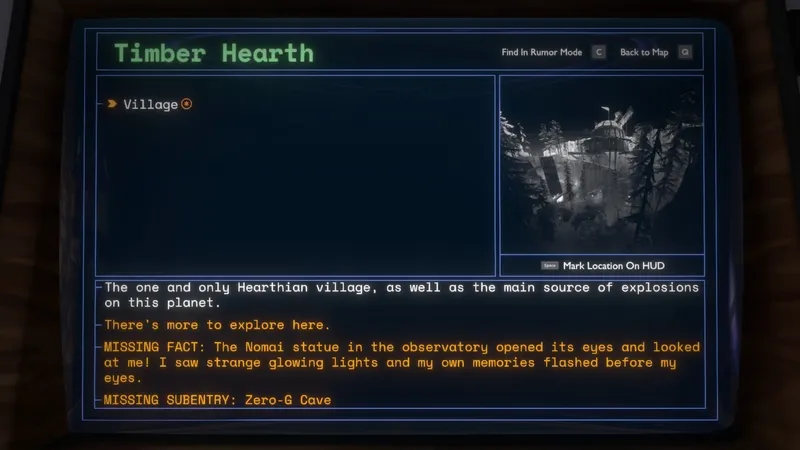 Timber Hearth
Find In Rumor Mode C Back to Map Q
Village
Space Mark Location On HUD
The one and only Hearthian village, as well as the main source of explosions
on this planet.
There's more to explore here.
MISSING FACT: The Nomai statue in the observatory opened its eyes and looked
at me! I saw strange glowing lights and my own memories flashed before my
eyes.
MISSING SUBENTRY: Zero-G Cave